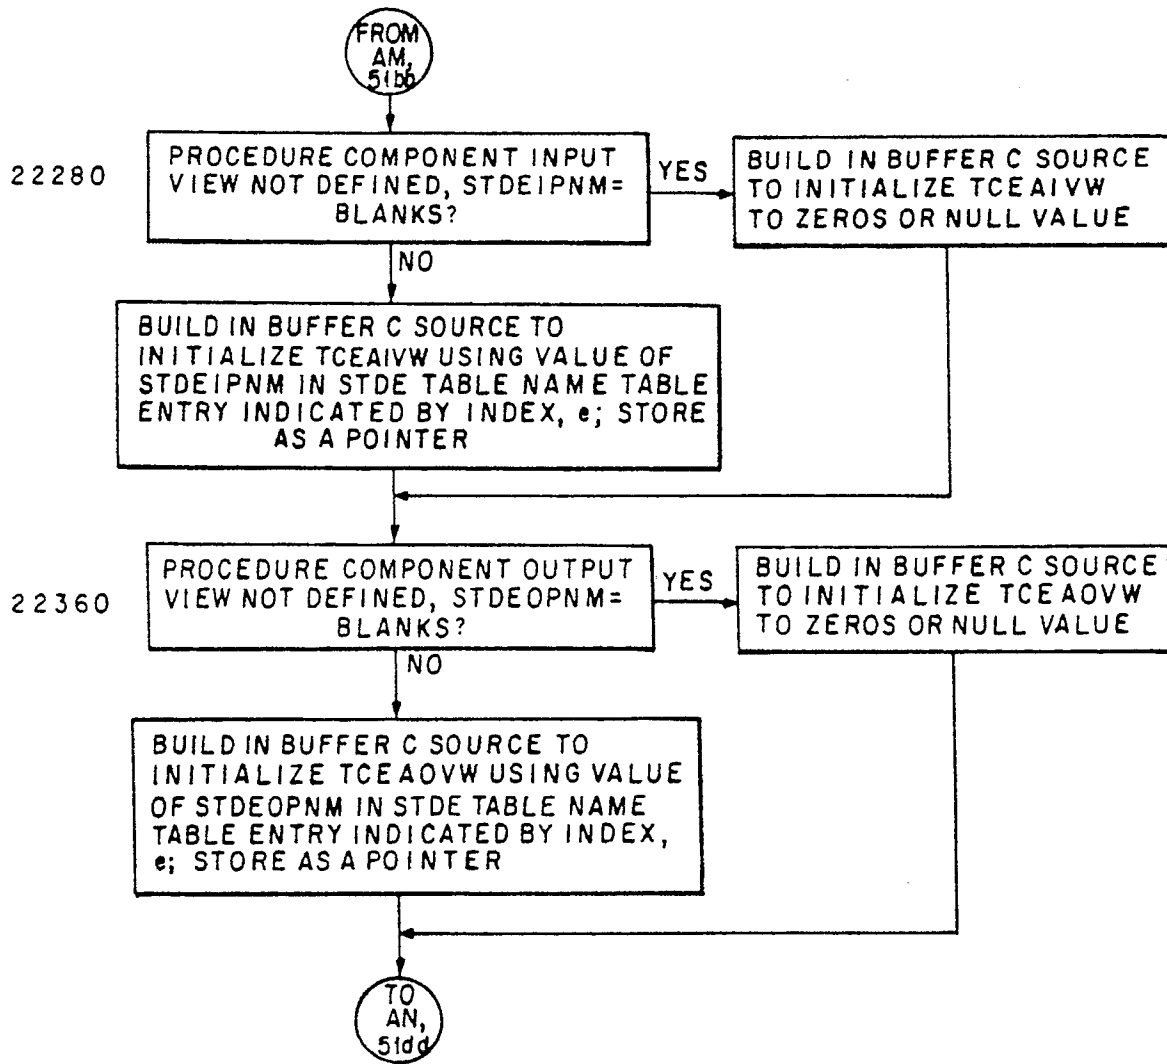 FROM
AM,
51bb
22280
PROCEDURE COMPONENT INPUT
VIEW NOT DEFINED, STDEIPNM=
BLANKS?
YES
BUILD IN BUFFER C SOURCE
TO INITIALIZE TCEAIVW
TO ZEROS OR NULL VALUE
NO
BUILD IN BUFFER C SOURCE TO
INITIALIZE TCEAIVW USING VALUE OF
STDEIPNM IN STDE TABLE NAME TABLE
ENTRY INDICATED BY INDEX, e; STORE
AS A POINTER
22360
PROCEDURE COMPONENT OUTPUT
VIEW NOT DEFINED, STDEOPNM=
BLANKS?
YES
BUILD IN BUFFER C SOURCE
TO INITIALIZE TCEAOVW
TO ZEROS OR NULL VALUE
NO
BUILD IN BUFFER C SOURCE TO
INITIALIZE TCEAOVW USING VALUE
OF STDEOPNM IN STDE TABLE NAME
TABLE ENTRY INDICATED BY INDEX,
e; STORE AS A POINTER
TO
AN,
51dd